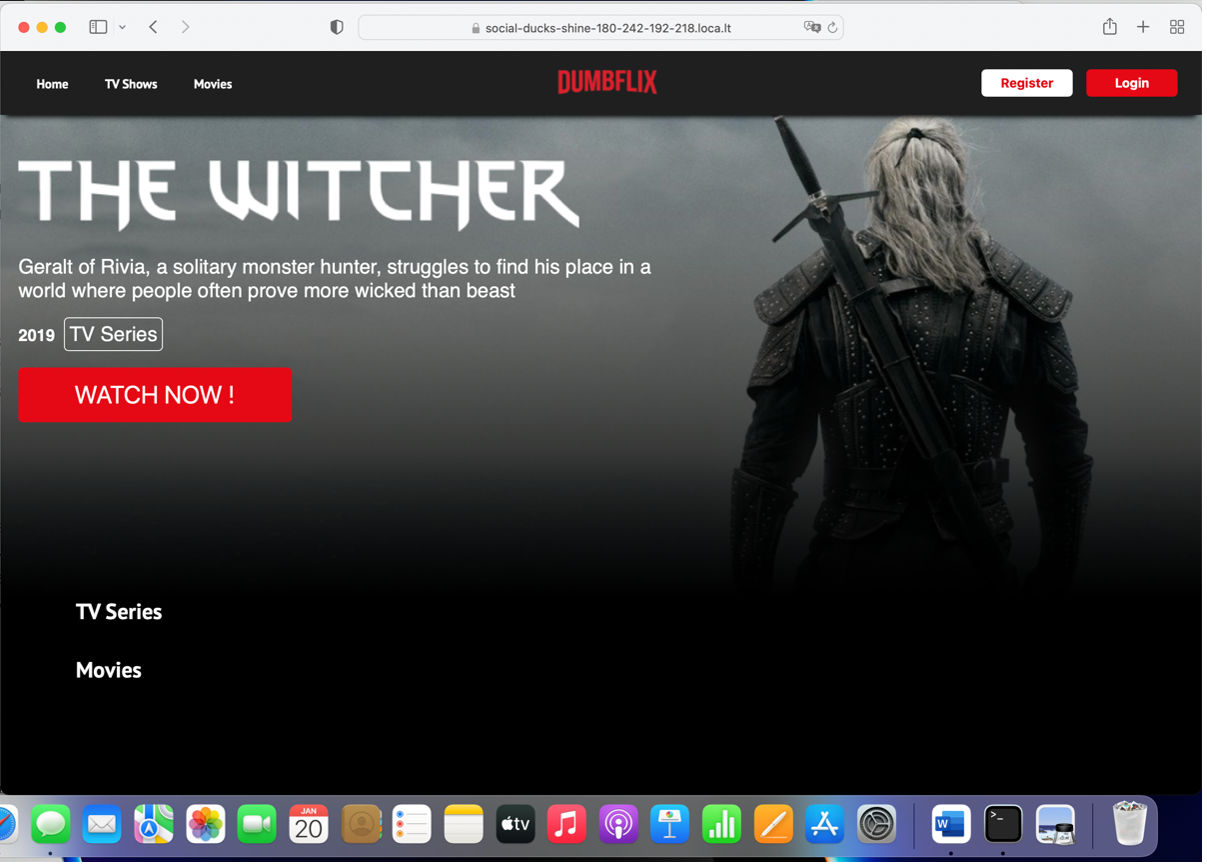 social-ducks-shine-180-242-192-218.loca.lt
Home TV Shows Movies DUMBFLIX Register Login
THE WITCHER
Geralt of Rivia, a solitary monster hunter, struggles to find his place in a
world where people often prove more wicked than beast
2019 TV Series
WATCH NOW !
TV Series
Movies
JAN
20
tv
W
>_